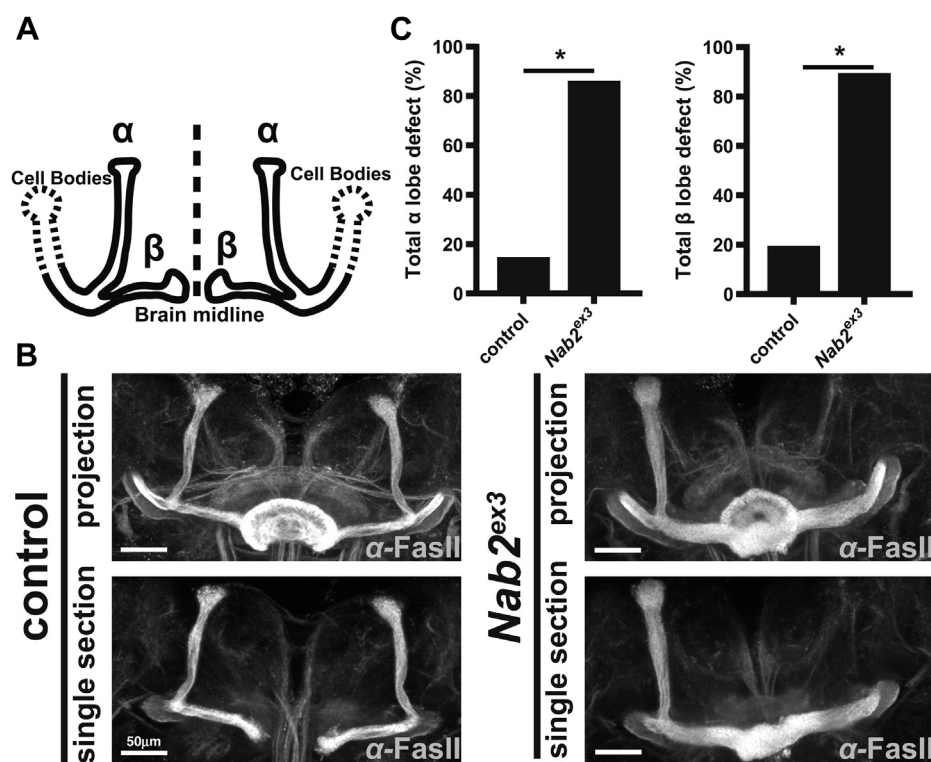 A
α
α
Cell Bodies
Cell Bodies
β
β
Brain midline
C
Total α lobe defect (%)
100
80
60
40
20
0
*
control
Nab2ex3
Total β lobe defect (%)
100
80
60
40
20
0
*
control
Nab2ex3
B
control
projection
α-FasII
single section
50µm
α-FasII
Nab2ex3
projection
α-FasII
single section
α-FasII